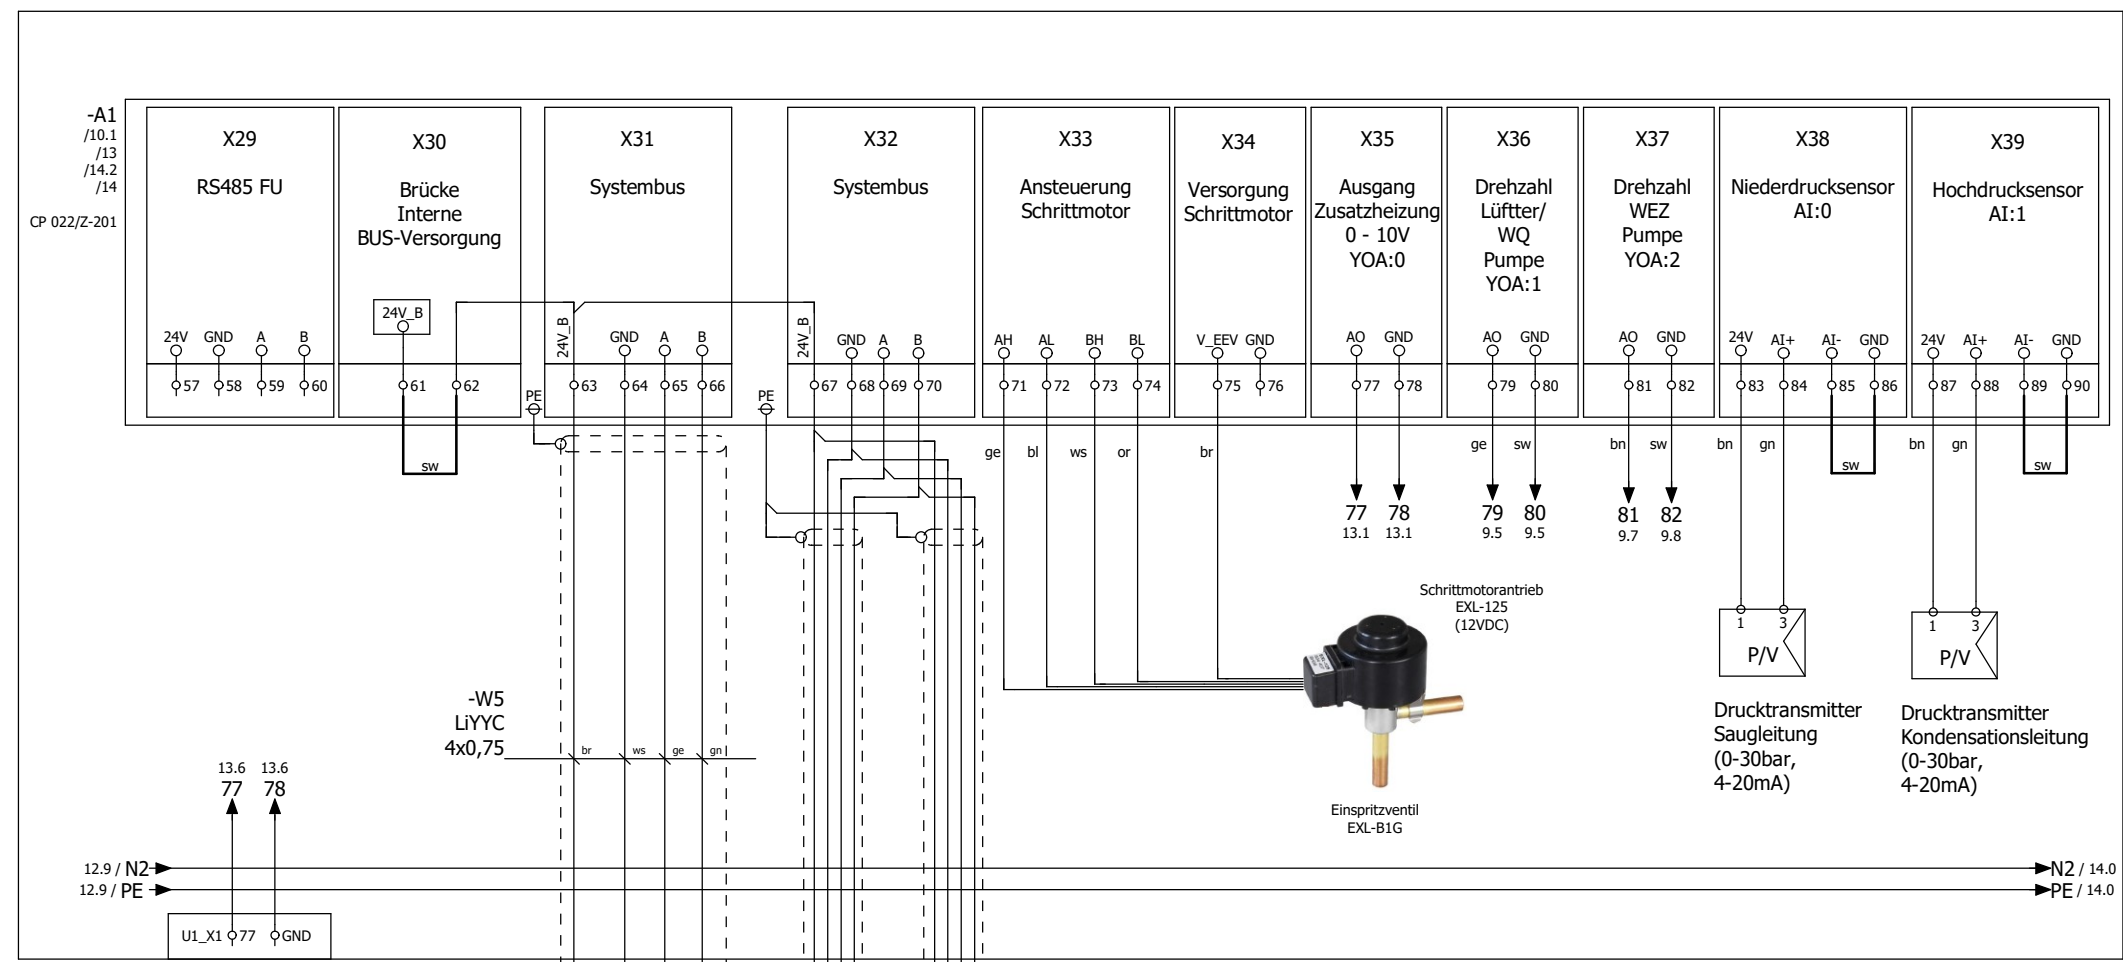 -A1
/10.1
/13
/14.2
/14
CP 022/Z-201
X29
RS485 FU
24V GND A B
57 58 59 60
X30
Brücke
Interne
BUS-Versorgung
24V_B
61 62
sw
PE
X31
Systembus
24V_B GND A B
63 64 65 66
PE
X32
Systembus
24V_B GND A B
67 68 69 70
X33
Ansteuerung
Schrittmotor
AH AL BH BL
71 72 73 74
ge bl ws or
X34
Versorgung
Schrittmotor
V_EEV GND
75 76
br
X35
Ausgang
Zusatzheizung
0 - 10V
YOA:0
AO GND
77 78
77 78
13.1 13.1
X36
Drehzahl
Lüftter/
WQ
Pumpe
YOA:1
AO GND
79 80
ge sw
79 80
9.5 9.5
X37
Drehzahl
WEZ
Pumpe
YOA:2
AO GND
81 82
bn sw
81 82
9.7 9.8
X38
Niederdrucksensor
AI:0
24V AI+ AI- GND
83 84 85 86
bn gn sw
1 3
P/V
Drucktransmitter
Saugleitung
(0-30bar,
4-20mA)
X39
Hochdrucksensor
AI:1
24V AI+ AI- GND
87 88 89 90
bn gn sw
1 3
P/V
Drucktransmitter
Kondensationsleitung
(0-30bar,
4-20mA)
Schrittmotorantrieb
EXL-125
(12VDC)
Einspritzventil
EXL-B1G
-W5
LiYYC
4x0,75
br ws ge gn
13.6 13.6
77 78
12.9 / N2
12.9 / PE
N2 / 14.0
PE / 14.0
U1_X1 77 GND